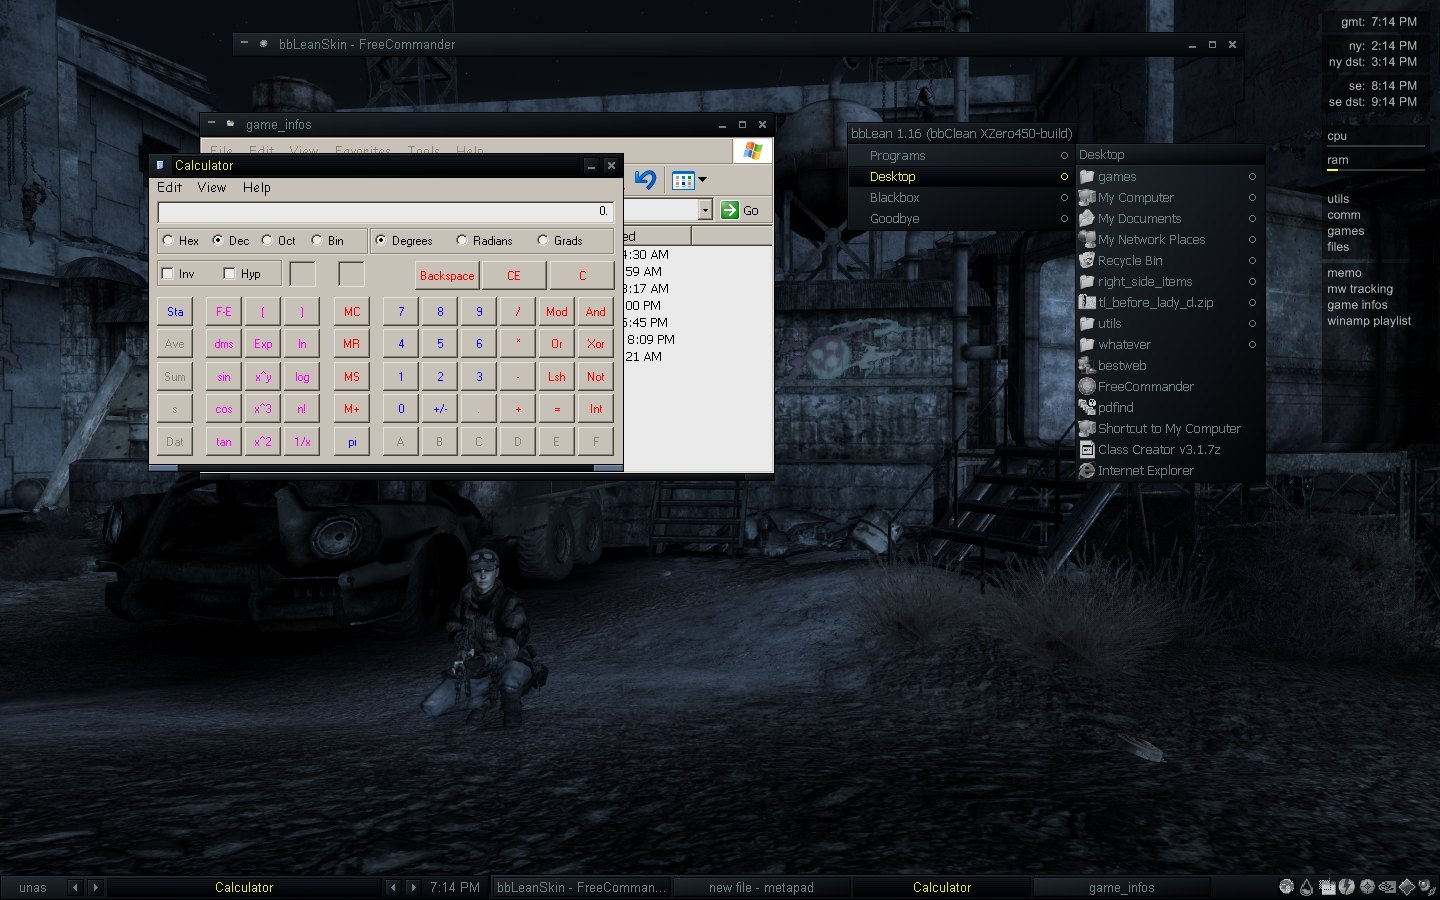 bbLeanSkin - FreeCommander
gmt: 7:14 PM
ny: 2:14 PM
ny dst: 3:14 PM
se: 8:14 PM
se dst: 9:14 PM
cpu
ram
utils
comm
games
files
memo
mw tracking
game infos
winamp playlist
game_infos
File Edit View Favorites Tools Help
Go
4:30 AM
:59 AM
:17 AM
:00 PM
:45 PM
8:09 PM
:21 AM
Calculator
Edit View Help
0.
Hex Dec Oct Bin Degrees Radians Grads
Inv Hyp Backspace CE C
Sta F-E ( ) MC 7 8 9 / Mod And
Ave dms Exp ln MR 4 5 6 * Or Xor
Sum sin x^y log MS 1 2 3 - Lsh Not
s cos x^3 n! M+ 0 +/- . + = Int
Dat tan x^2 1/x pi A B C D E F
bbLean 1.16 (bbClean XZero450-build)
Programs
Desktop
Blackbox
Goodbye
Desktop
games
My Computer
My Documents
My Network Places
Recycle Bin
right_side_items
tl_before_lady_d.zip
utils
whatever
bestweb
FreeCommander
pdfind
Shortcut to My Computer
Class Creator v3.1.7z
Internet Explorer
unas Calculator 7:14 PM bbLeanSkin - FreeComman... new file - metapad Calculator game_infos